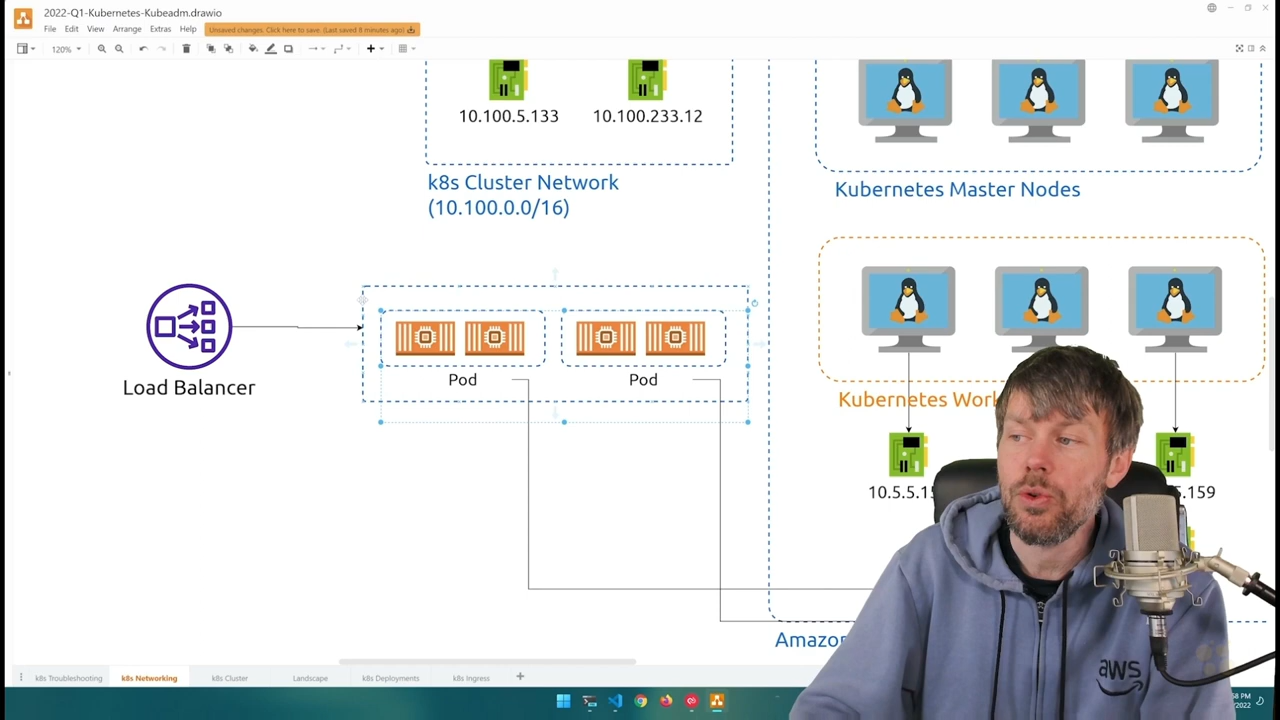 2022-Q1-Kubernetes-Kubeadm.drawio
File Edit View Arrange Extras Help Unsaved changes. Click here to save. (Last saved 8 minutes ago)
120%
10.100.5.133
10.100.233.12
k8s Cluster Network
(10.100.0.0/16)
Kubernetes Master Nodes
Load Balancer
Pod
Pod
Kubernetes Work
10.5.5.1
5.159
Amazo
aws
k8s Troubleshooting
k8s Networking
k8s Cluster
Landscape
k8s Deployments
k8s Ingress